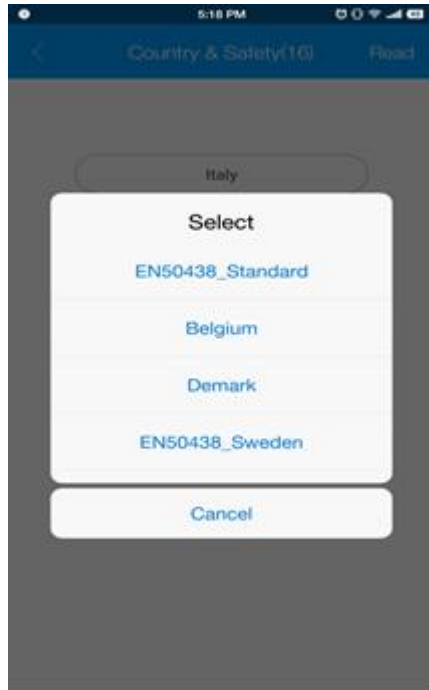 5:18 PM
Country & Safety(16)
Read
Italy
Select
EN50438_Standard
Belgium
Demark
EN50438_Sweden
Cancel